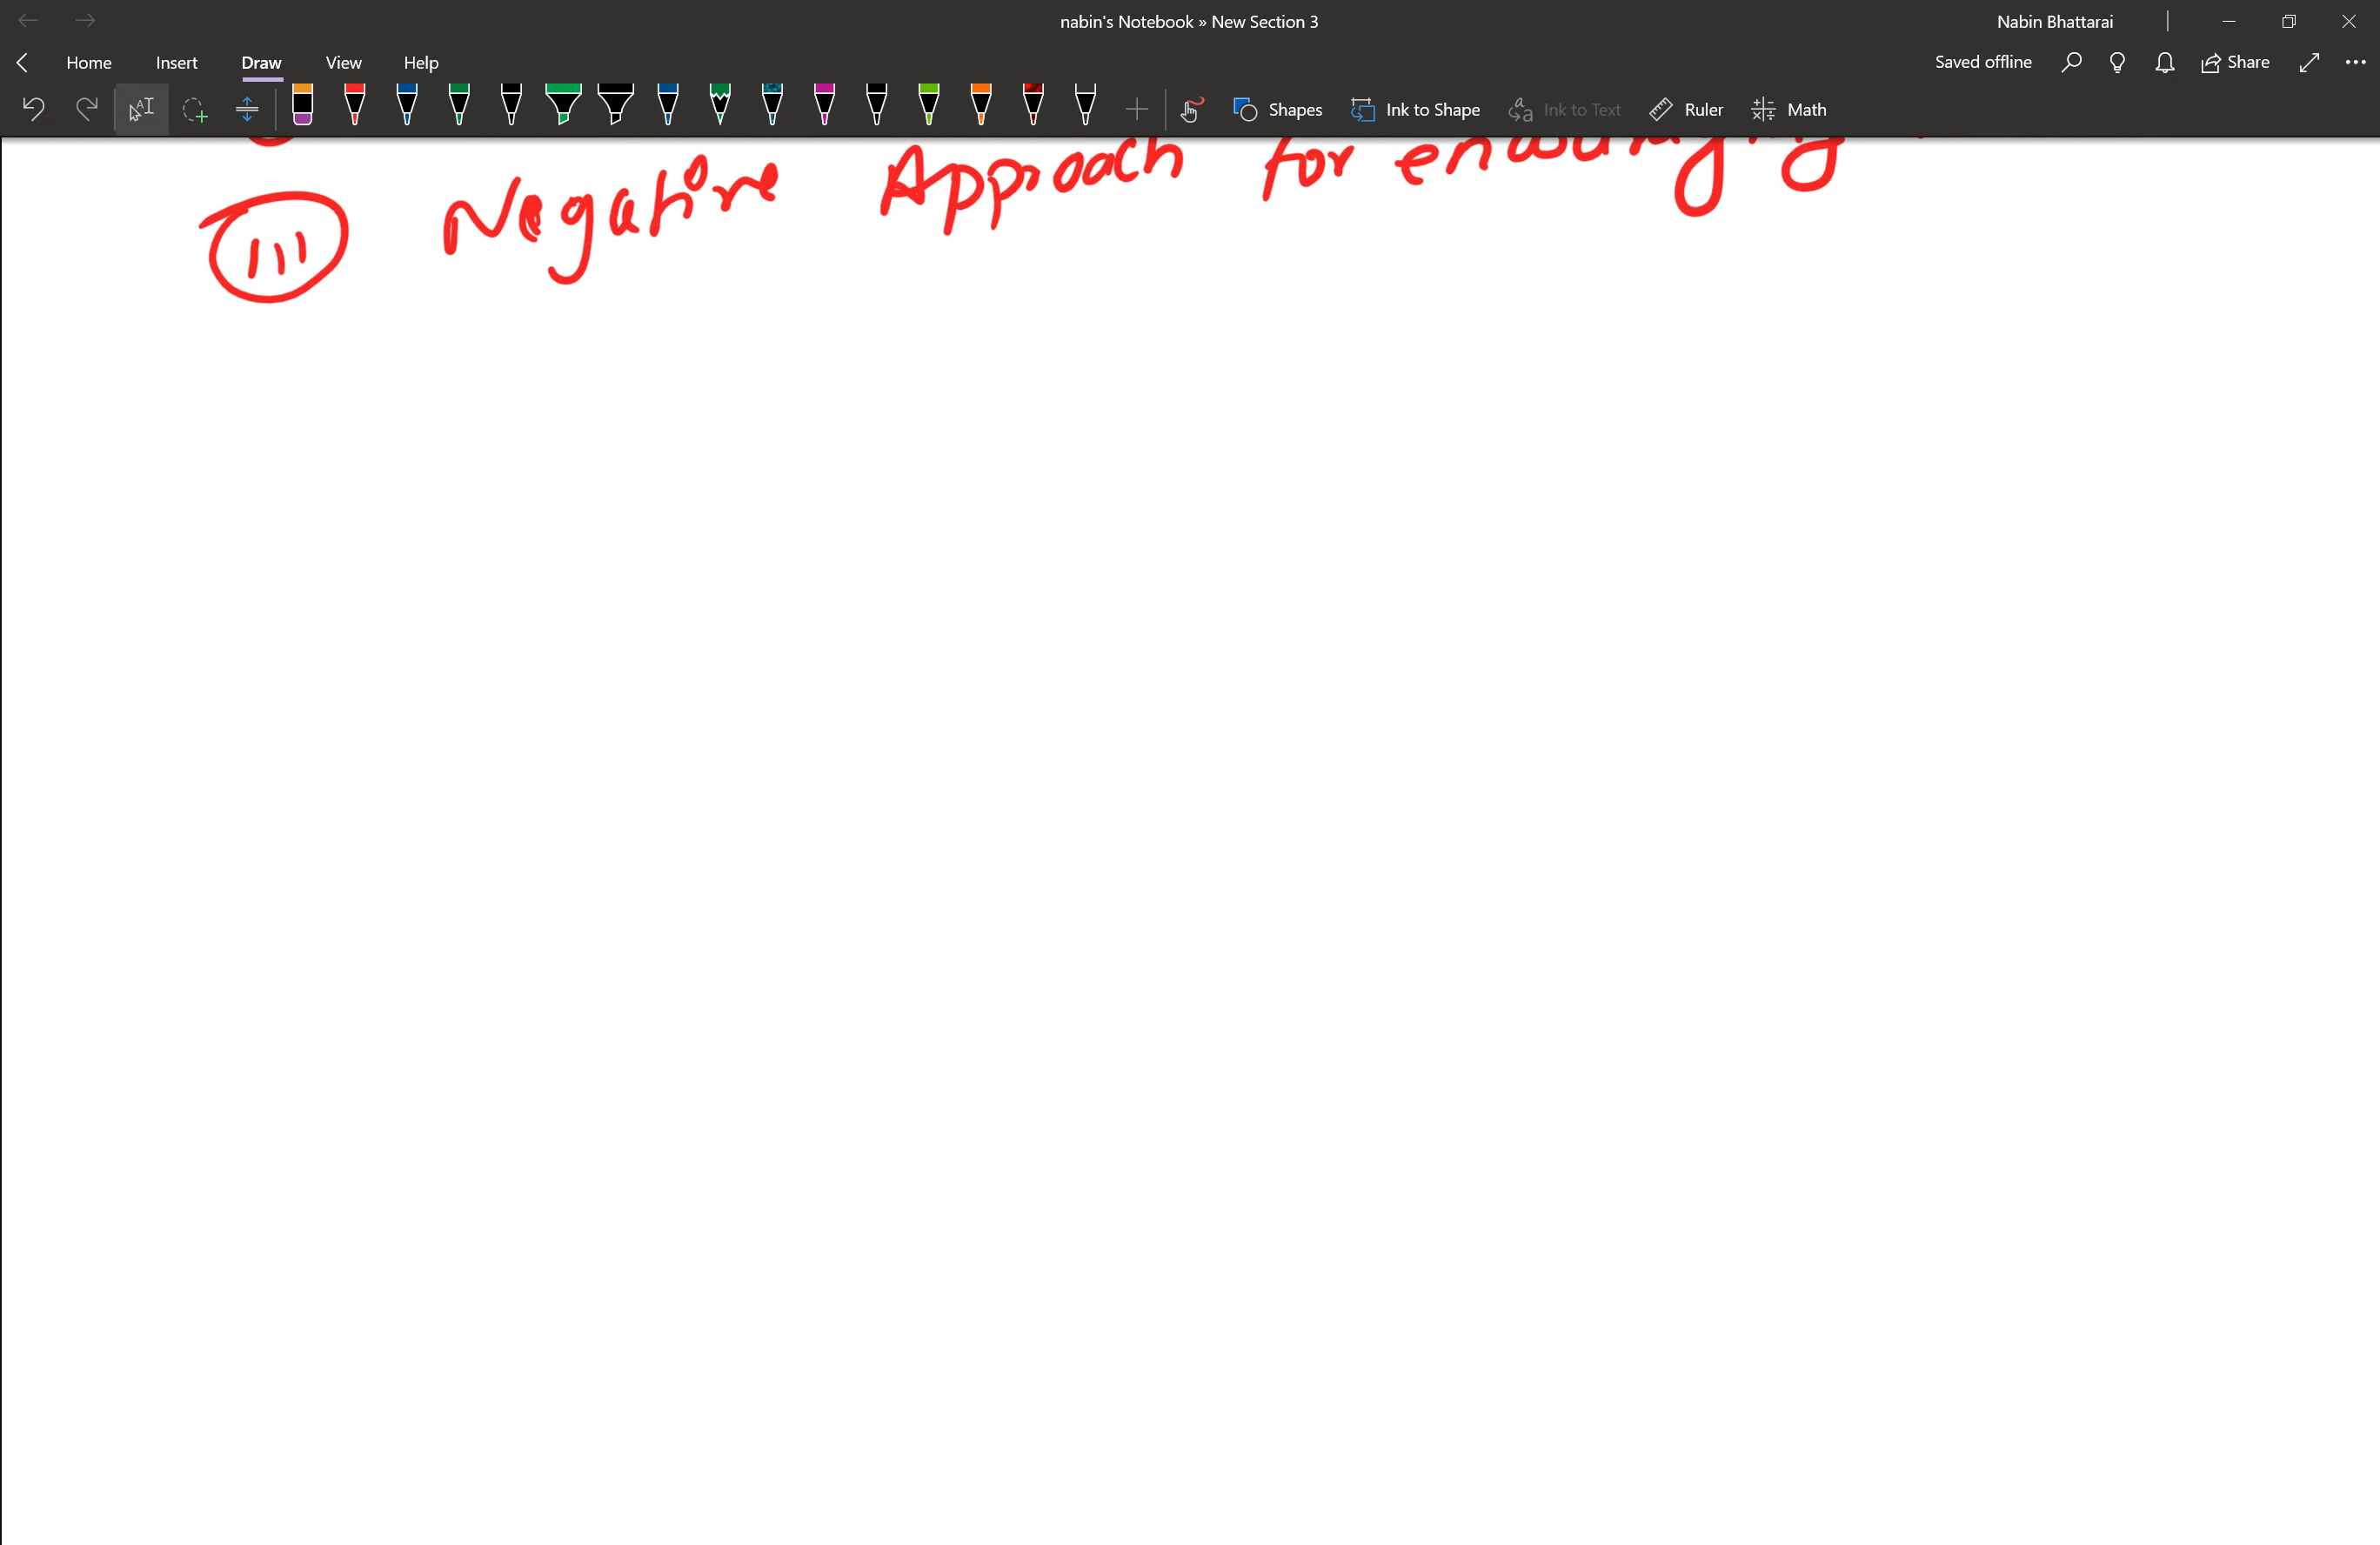 nabin's Notebook » New Section 3
Nabin Bhattarai
Home Insert Draw View Help
Saved offline
Share
Shapes Ink to Shape Ink to Text Ruler Math
III Negative Approach for